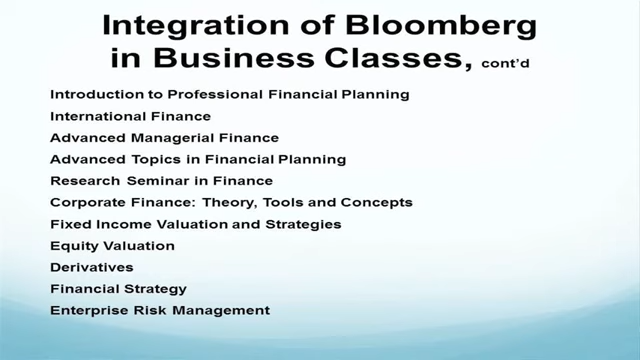 Integration of Bloomberg
in Business Classes, cont'd
Introduction to Professional Financial Planning
International Finance
Advanced Managerial Finance
Advanced Topics in Financial Planning
Research Seminar in Finance
Corporate Finance: Theory, Tools and Concepts
Fixed Income Valuation and Strategies
Equity Valuation
Derivatives
Financial Strategy
Enterprise Risk Management